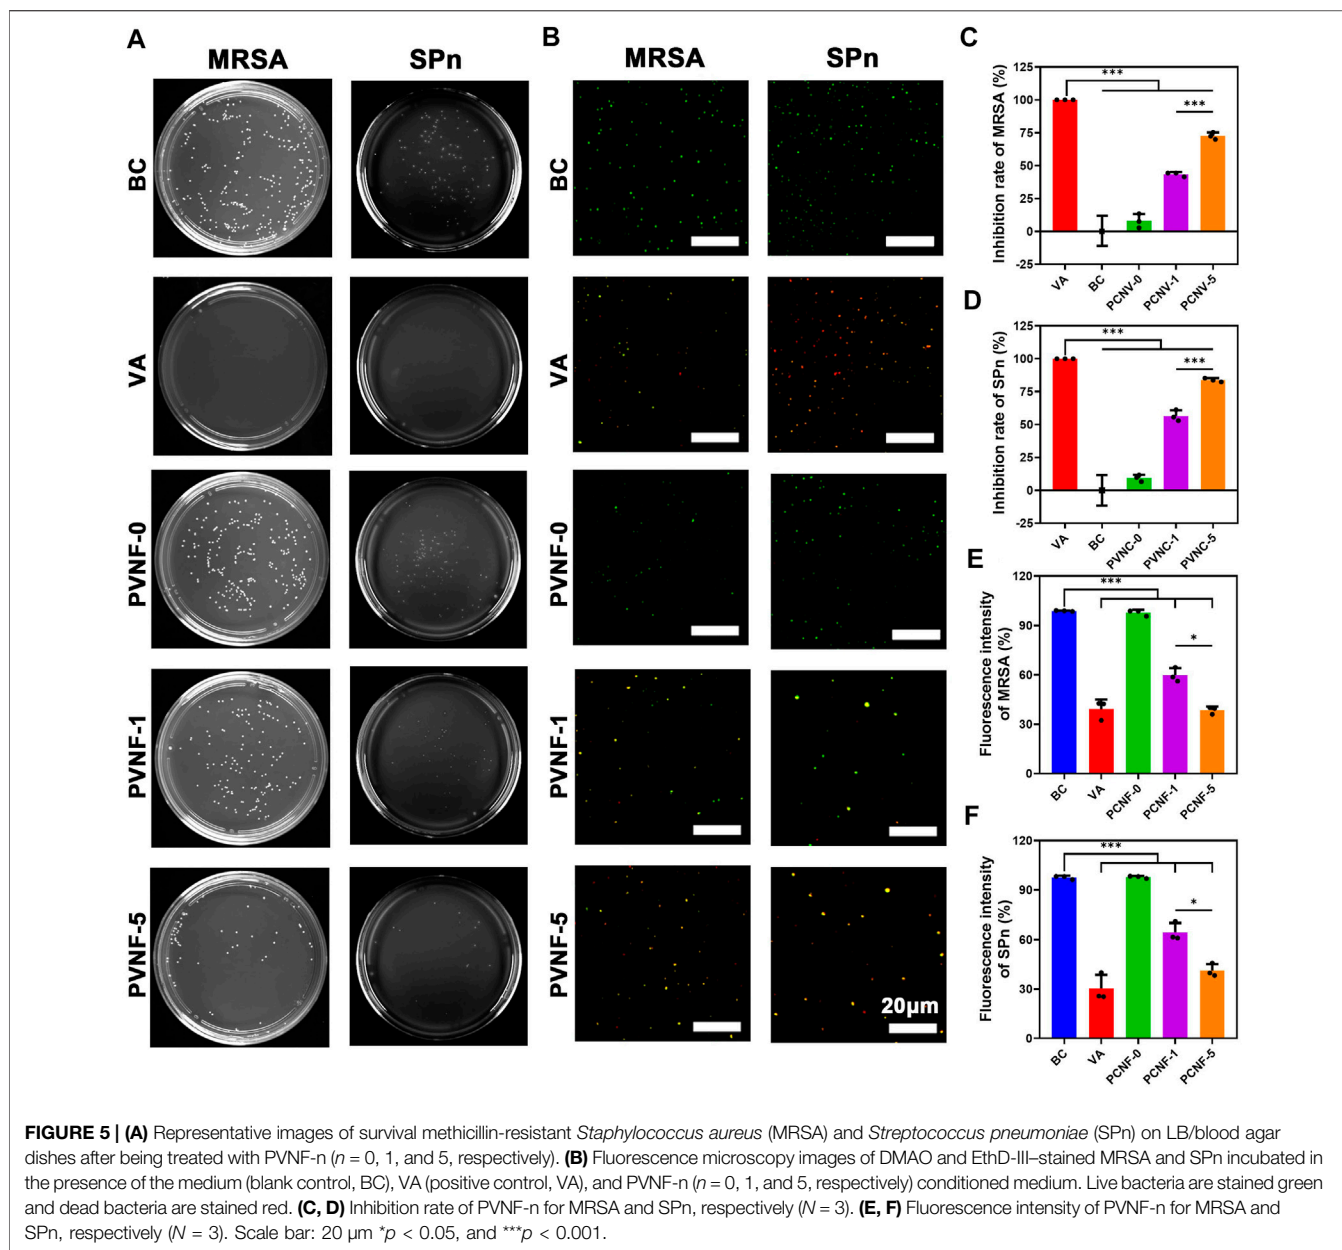 A
MRSA
SPn
BC
VA
PVNF-0
PVNF-1
PVNF-5
B
MRSA
SPn
BC
VA
PVNF-0
PVNF-1
PVNF-5
20μm
C
Inhibition rate of MRSA (%)
125
100
75
50
25
0
-25
***
***
VA
BC
PCNV-0
PCNV-1
PCNV-5
D
Inhibition rate of SPn (%)
125
100
75
50
25
0
-25
***
***
VA
BC
PVNC-0
PVNC-1
PVNC-5
E
Fluorescence intensity
of MRSA (%)
120
90
60
30
0
***
*
BC
VA
PCNF-0
PCNF-1
PCNF-5
F
Fluorescence intensity
of SPn (%)
120
90
60
30
0
***
*
BC
VA
PCNF-0
PCNF-1
PCNF-5
FIGURE 5 | (A) Representative images of survival methicillin-resistant Staphylococcus aureus (MRSA) and Streptococcus pneumoniae (SPn) on LB/blood agar
dishes after being treated with PVNF-n (n = 0, 1, and 5, respectively). (B) Fluorescence microscopy images of DMAO and EthD-III–stained MRSA and SPn incubated in
the presence of the medium (blank control, BC), VA (positive control, VA), and PVNF-n (n = 0, 1, and 5, respectively) conditioned medium. Live bacteria are stained green
and dead bacteria are stained red. (C, D) Inhibition rate of PVNF-n for MRSA and SPn, respectively (N = 3). (E, F) Fluorescence intensity of PVNF-n for MRSA and
SPn, respectively (N = 3). Scale bar: 20 μm *p < 0.05, and ***p < 0.001.